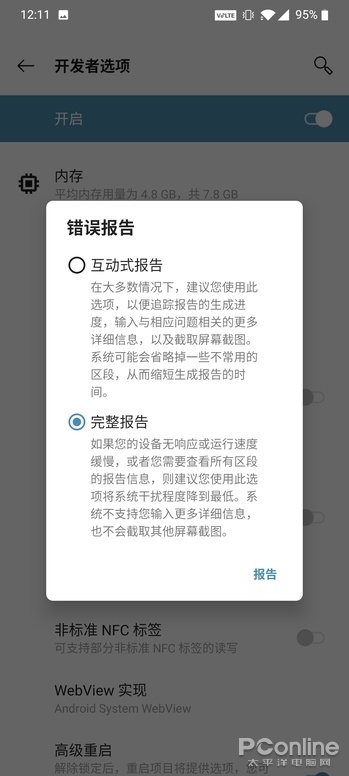 12:11
VoLTE
95%
开发者选项
开启
内存
平均内存用量为 4.8 GB，共 7.8 GB
错误报告
互动式报告
在大多数情况下，建议您使用此
选项，以便追踪报告的生成进
度，输入与相应问题相关的更多
详细信息，以及截取屏幕截图。
系统可能会省略掉一些不常用的
区段，从而缩短生成报告的时
间。
完整报告
如果您的设备无响应或运行速度
缓慢，或者您需要查看所有区段
的报告信息，则建议您使用此选
项将系统干扰程度降到最低。系
统不支持您输入更多详细信息，
也不会截取其他屏幕截图。
报告
非标准 NFC 标签
可支持部分非标准 NFC 标签的读写
WebView 实现
Android System WebView
高级重启
解除锁定后，重启项目将提供选项，您可
PConline
太平洋电脑网